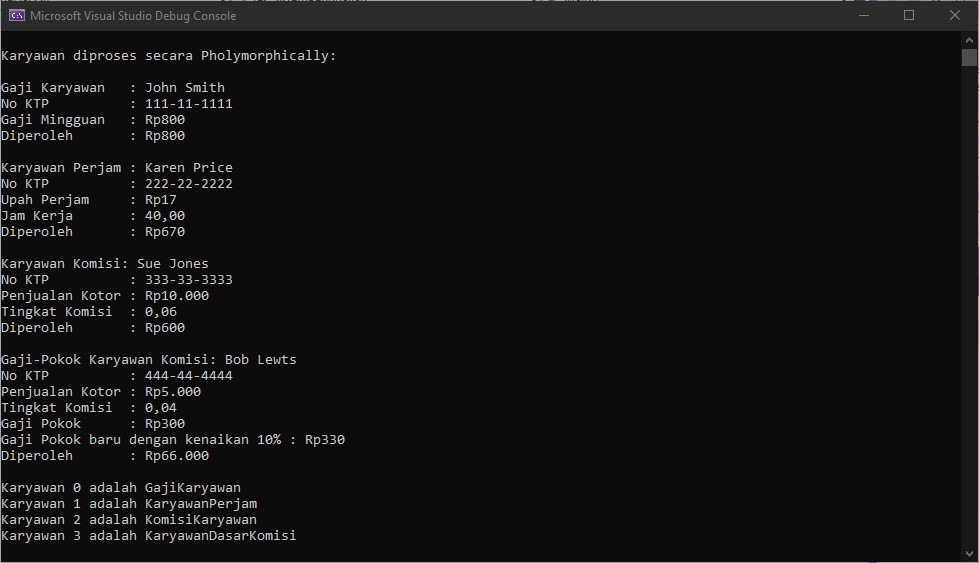 Microsoft Visual Studio Debug Console
Karyawan diproses secara Pholymorphically:
Gaji Karyawan   : John Smith
No KTP          : 111-11-1111
Gaji Mingguan   : Rp800
Diperoleh       : Rp800
Karyawan Perjam : Karen Price
No KTP          : 222-22-2222
Upah Perjam     : Rp17
Jam Kerja       : 40,00
Diperoleh       : Rp670
Karyawan Komisi: Sue Jones
No KTP          : 333-33-3333
Penjualan Kotor : Rp10.000
Tingkat Komisi  : 0,06
Diperoleh       : Rp600
Gaji-Pokok Karyawan Komisi: Bob Lewts
No KTP          : 444-44-4444
Penjualan Kotor : Rp5.000
Tingkat Komisi  : 0,04
Gaji Pokok      : Rp300
Gaji Pokok baru dengan kenaikan 10% : Rp330
Diperoleh       : Rp66.000
Karyawan 0 adalah GajiKaryawan
Karyawan 1 adalah KaryawanPerjam
Karyawan 2 adalah KomisiKaryawan
Karyawan 3 adalah KaryawanDasarKomisi